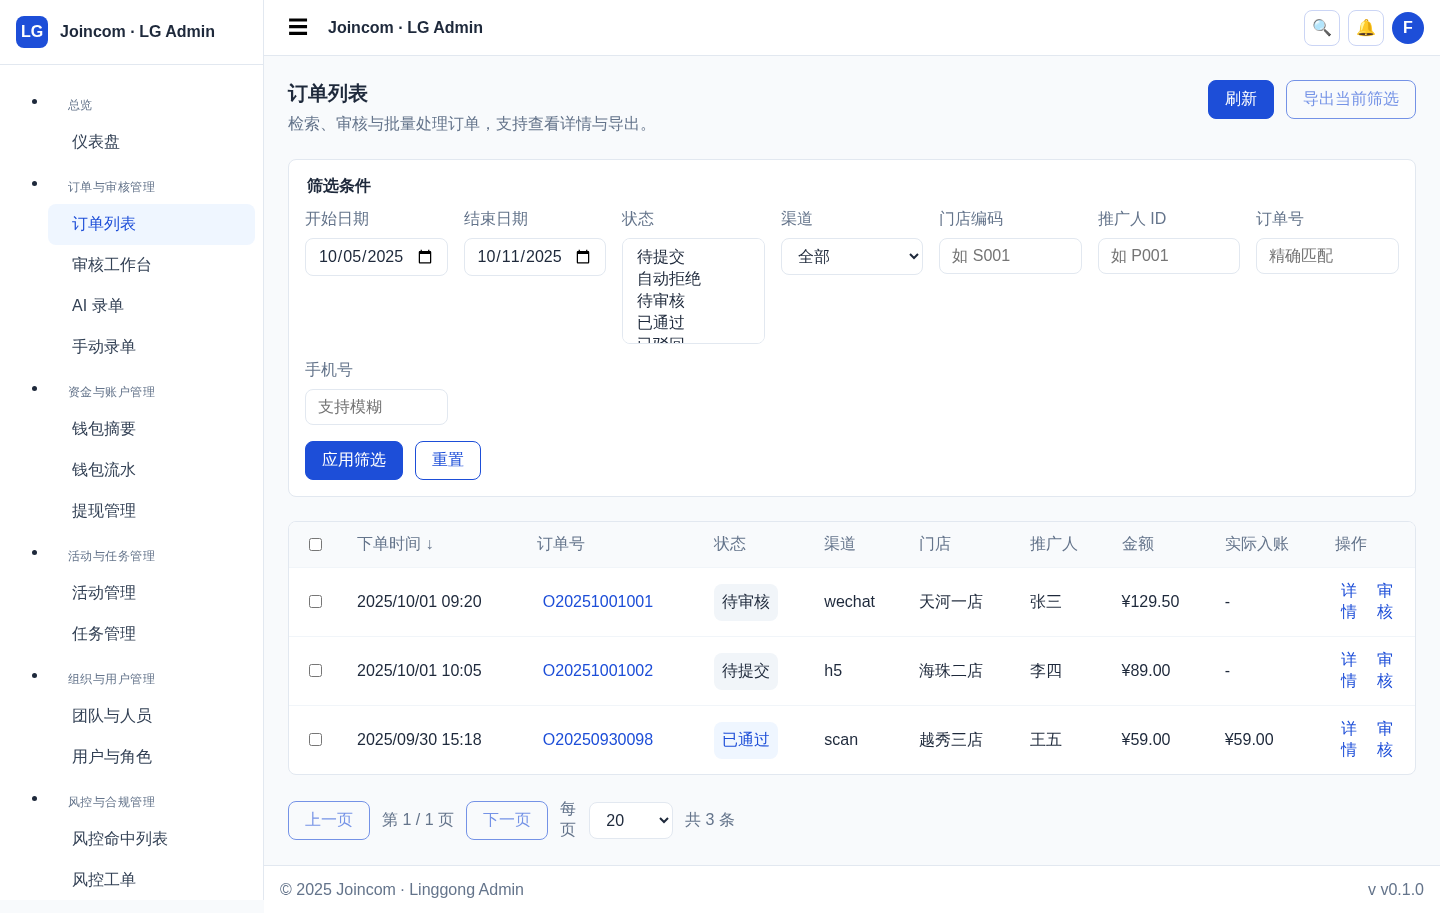 LG Joincom · LG Admin
总览
仪表盘
订单与审核管理
订单列表
审核工作台
AI 录单
手动录单
资金与账户管理
钱包摘要
钱包流水
提现管理
活动与任务管理
活动管理
任务管理
组织与用户管理
团队与人员
用户与角色
风控与合规管理
风控命中列表
风控工单
☰ Joincom · LG Admin F
订单列表
检索、审核与批量处理订单，支持查看详情与导出。
刷新 导出当前筛选
筛选条件
开始日期 结束日期 状态 渠道 门店编码 推广人 ID 订单号
10/05/2025 10/11/2025 待提交 全部 如 S001 如 P001 精确匹配
自动拒绝
待审核
已通过
已驳回
手机号
支持模糊
应用筛选 重置
下单时间 ↓ 订单号 状态 渠道 门店 推广人 金额 实际入账 操作
2025/10/01 09:20 O20251001001 待审核 wechat 天河一店 张三 ¥129.50 - 详情 审核
2025/10/01 10:05 O20251001002 待提交 h5 海珠二店 李四 ¥89.00 - 详情 审核
2025/09/30 15:18 O20250930098 已通过 scan 越秀三店 王五 ¥59.00 ¥59.00 详情 审核
上一页 第 1 / 1 页 下一页 每页 20 共 3 条
© 2025 Joincom · Linggong Admin v v0.1.0